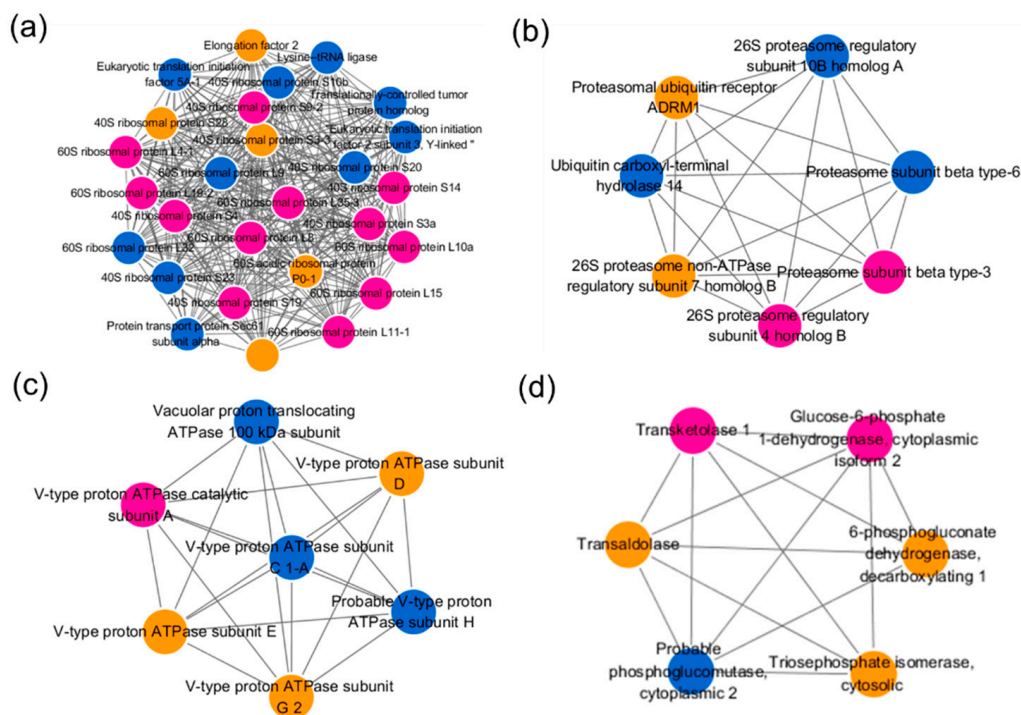 (a)
Elongation factor 2
Lysine--tRNA ligase
Eukaryotic translation initiation
factor 5A-1
40S ribosomal protein S10b
40S ribosomal protein S9-2
Translationally-controlled tumor
protein homolog
40S ribosomal protein S28
40S ribosomal protein S3-3
Eukaryotic translation initiation
factor 2 subunit 3, Y-linked "
60S ribosomal protein L4-1
60S ribosomal protein L9
40S ribosomal protein S20
60S ribosomal protein L18-2
40S ribosomal protein S14
60S ribosomal protein L35-3
40S ribosomal protein S4
40S ribosomal protein S3a
60S ribosomal protein L32
60S ribosomal protein L8
60S ribosomal protein L10a
60S acidic ribosomal protein
P0-1
40S ribosomal protein S23
60S ribosomal protein L15
40S ribosomal protein S19
Protein transport protein Sec61
subunit alpha
60S ribosomal protein L11-1
(b)
26S proteasome regulatory
subunit 10B homolog A
Proteasomal ubiquitin receptor
ADRM1
Ubiquitin carboxyl-terminal
hydrolase 14
Proteasome subunit beta type-6
26S proteasome non-ATPase
regulatory subunit 7 homolog B
Proteasome subunit beta type-3
26S proteasome regulatory
subunit 4 homolog B
(c)
Vacuolar proton translocating
ATPase 100 kDa subunit
V-type proton ATPase subunit
D
V-type proton ATPase catalytic
subunit A
V-type proton ATPase subunit
C 1-A
Probable V-type proton
ATPase subunit H
V-type proton ATPase subunit E
V-type proton ATPase subunit
G 2
(d)
Transketolase 1
Glucose-6-phosphate
1-dehydrogenase, cytoplasmic
isoform 2
Transaldolase
6-phosphogluconate
dehydrogenase,
decarboxylating 1
Probable
phosphoglucomutase,
cytoplasmic 2
Triosephosphate isomerase,
cytosolic